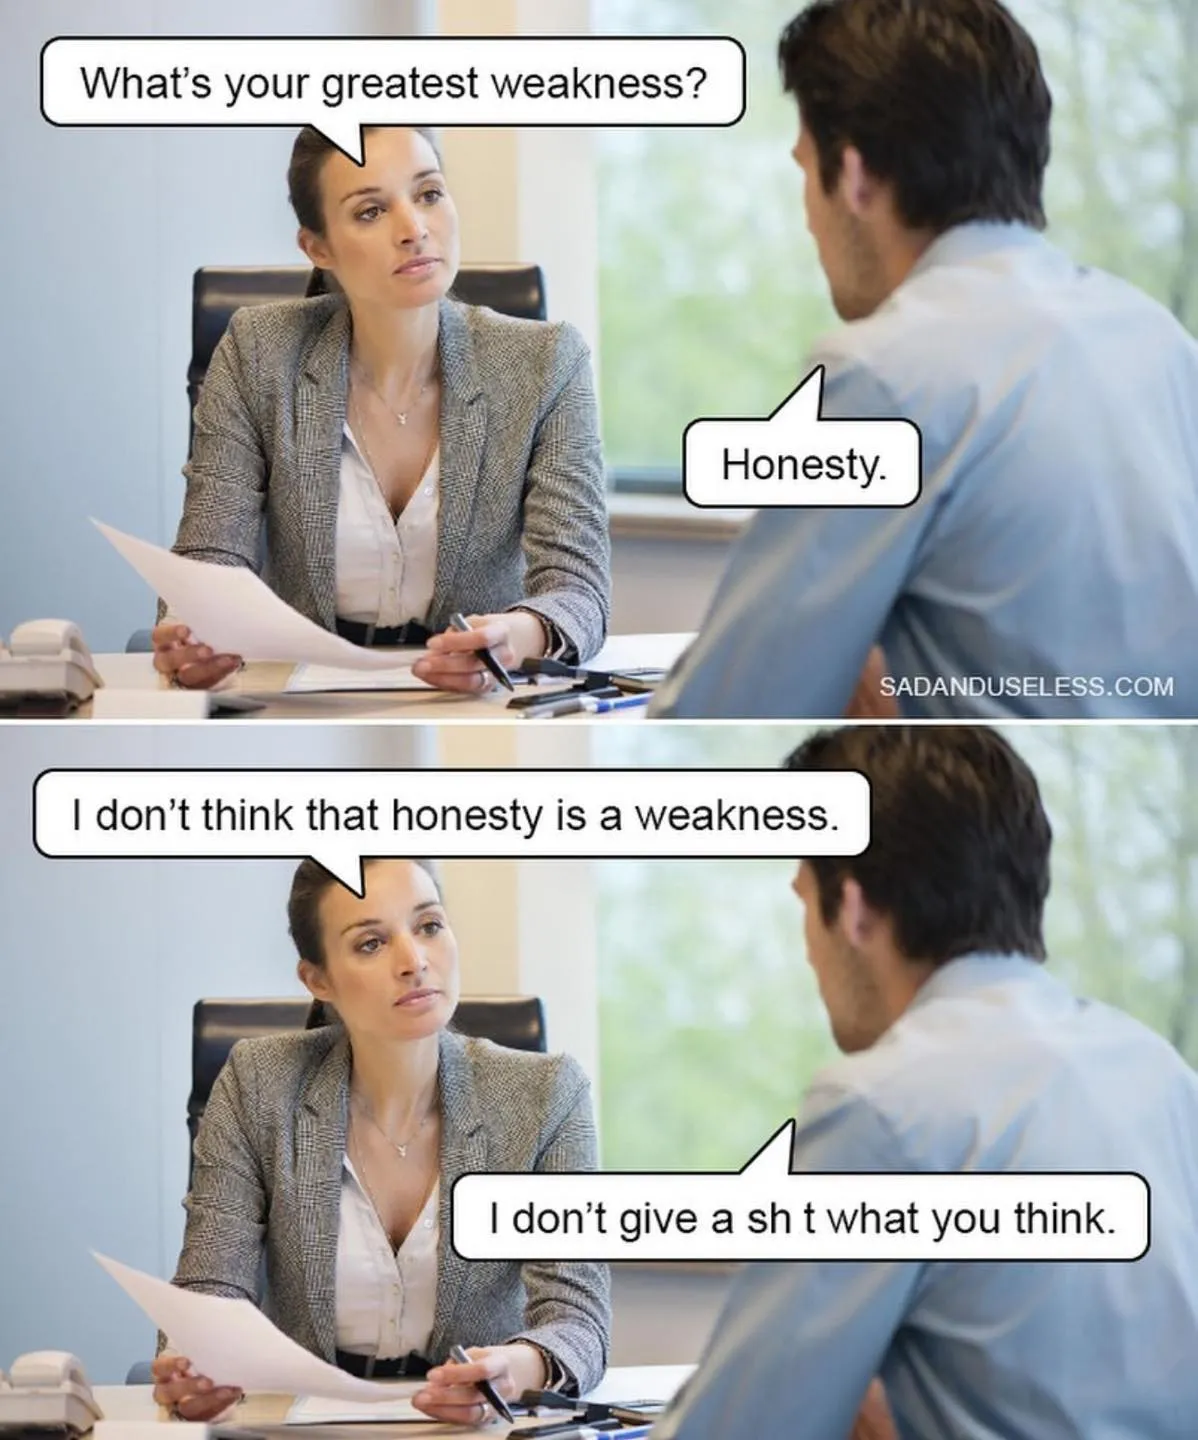 What's your greatest weakness?
Honesty.
SADANDUSELESS.COM
I don't think that honesty is a weakness.
I don't give a sh t what you think.